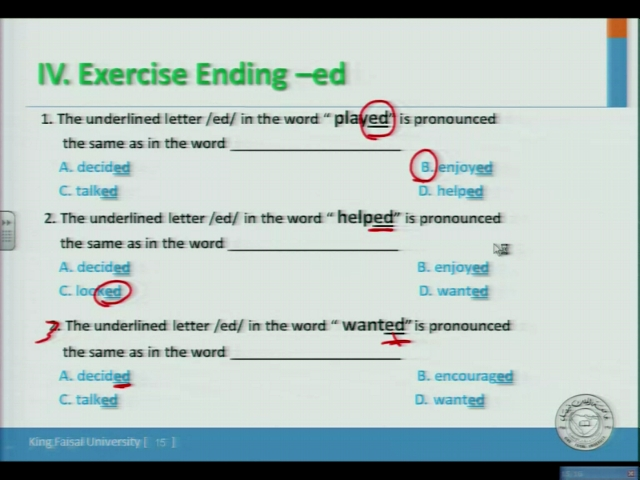 IV. Exercise Ending –ed
1. The underlined letter /ed/ in the word “ played” is pronounced
the same as in the word ____________________
A. decided B. enjoyed
C. talked D. helped
2. The underlined letter /ed/ in the word “ helped” is pronounced
the same as in the word ____________________
A. decided B. enjoyed
C. looked D. wanted
3. The underlined letter /ed/ in the word “ wanted” is pronounced
the same as in the word ____________________
A. decided B. encouraged
C. talked D. wanted
King Faisal University [ 15 ]